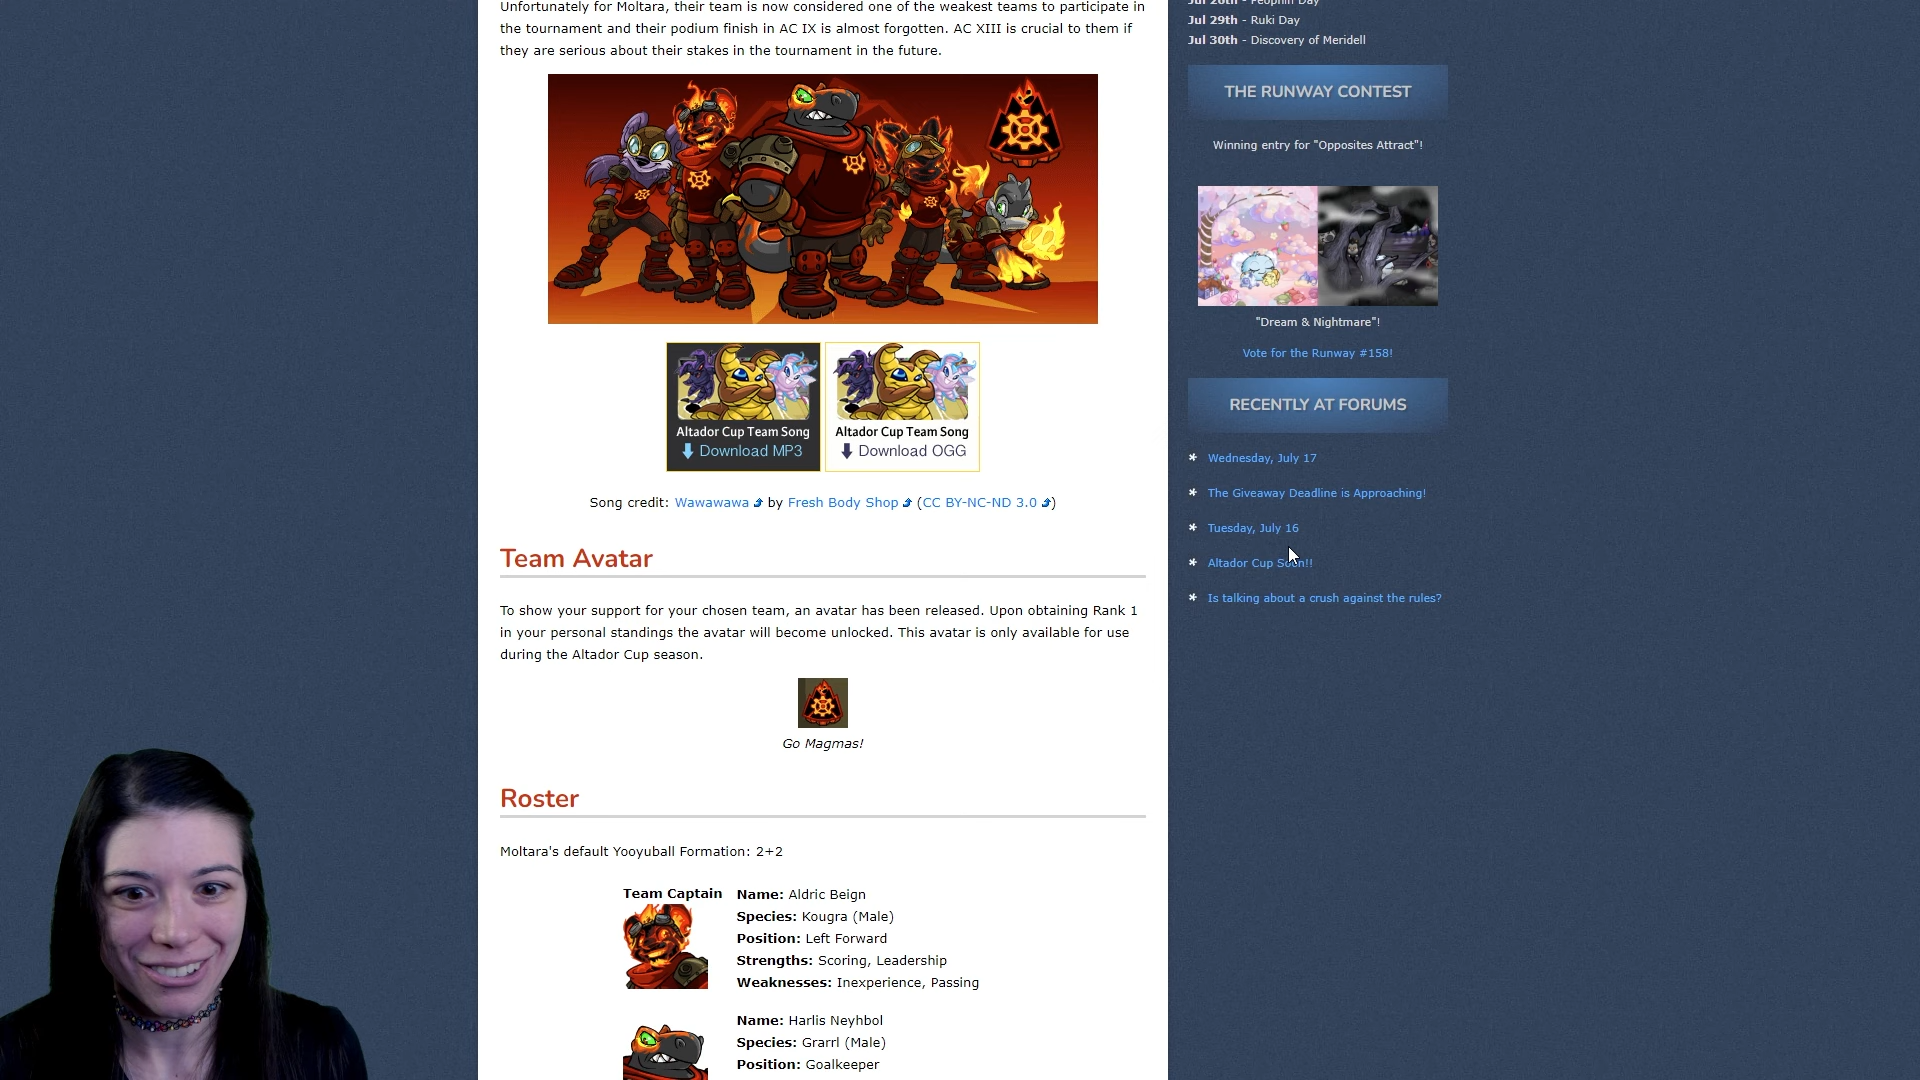 Unfortunately for Moltara, their team is now considered one of the weakest teams to participate in
the tournament and their podium finish in AC IX is almost forgotten. AC XIII is crucial to them if
they are serious about their stakes in the tournament in the future.
Altador Cup Team Song
Download MP3
Altador Cup Team Song
Download OGG
Song credit: Wawawawa by Fresh Body Shop (CC BY-NC-ND 3.0)
Team Avatar
To show your support for your chosen team, an avatar has been released. Upon obtaining Rank 1
in your personal standings the avatar will become unlocked. This avatar is only available for use
during the Altador Cup season.
Go Magmas!
Roster
Moltara's default Yooyuball Formation: 2+2
Team Captain
Name: Aldric Beign
Species: Kougra (Male)
Position: Left Forward
Strengths: Scoring, Leadership
Weaknesses: Inexperience, Passing
Name: Harlis Neyhbol
Species: Grarrl (Male)
Position: Goalkeeper
Jul 26th - Peophin Day
Jul 29th - Ruki Day
Jul 30th - Discovery of Meridell
THE RUNWAY CONTEST
Winning entry for "Opposites Attract"!
"Dream & Nightmare"!
Vote for the Runway #158!
RECENTLY AT FORUMS
* Wednesday, July 17
* The Giveaway Deadline is Approaching!
* Tuesday, July 16
* Altador Cup Soon!!
* Is talking about a crush against the rules?